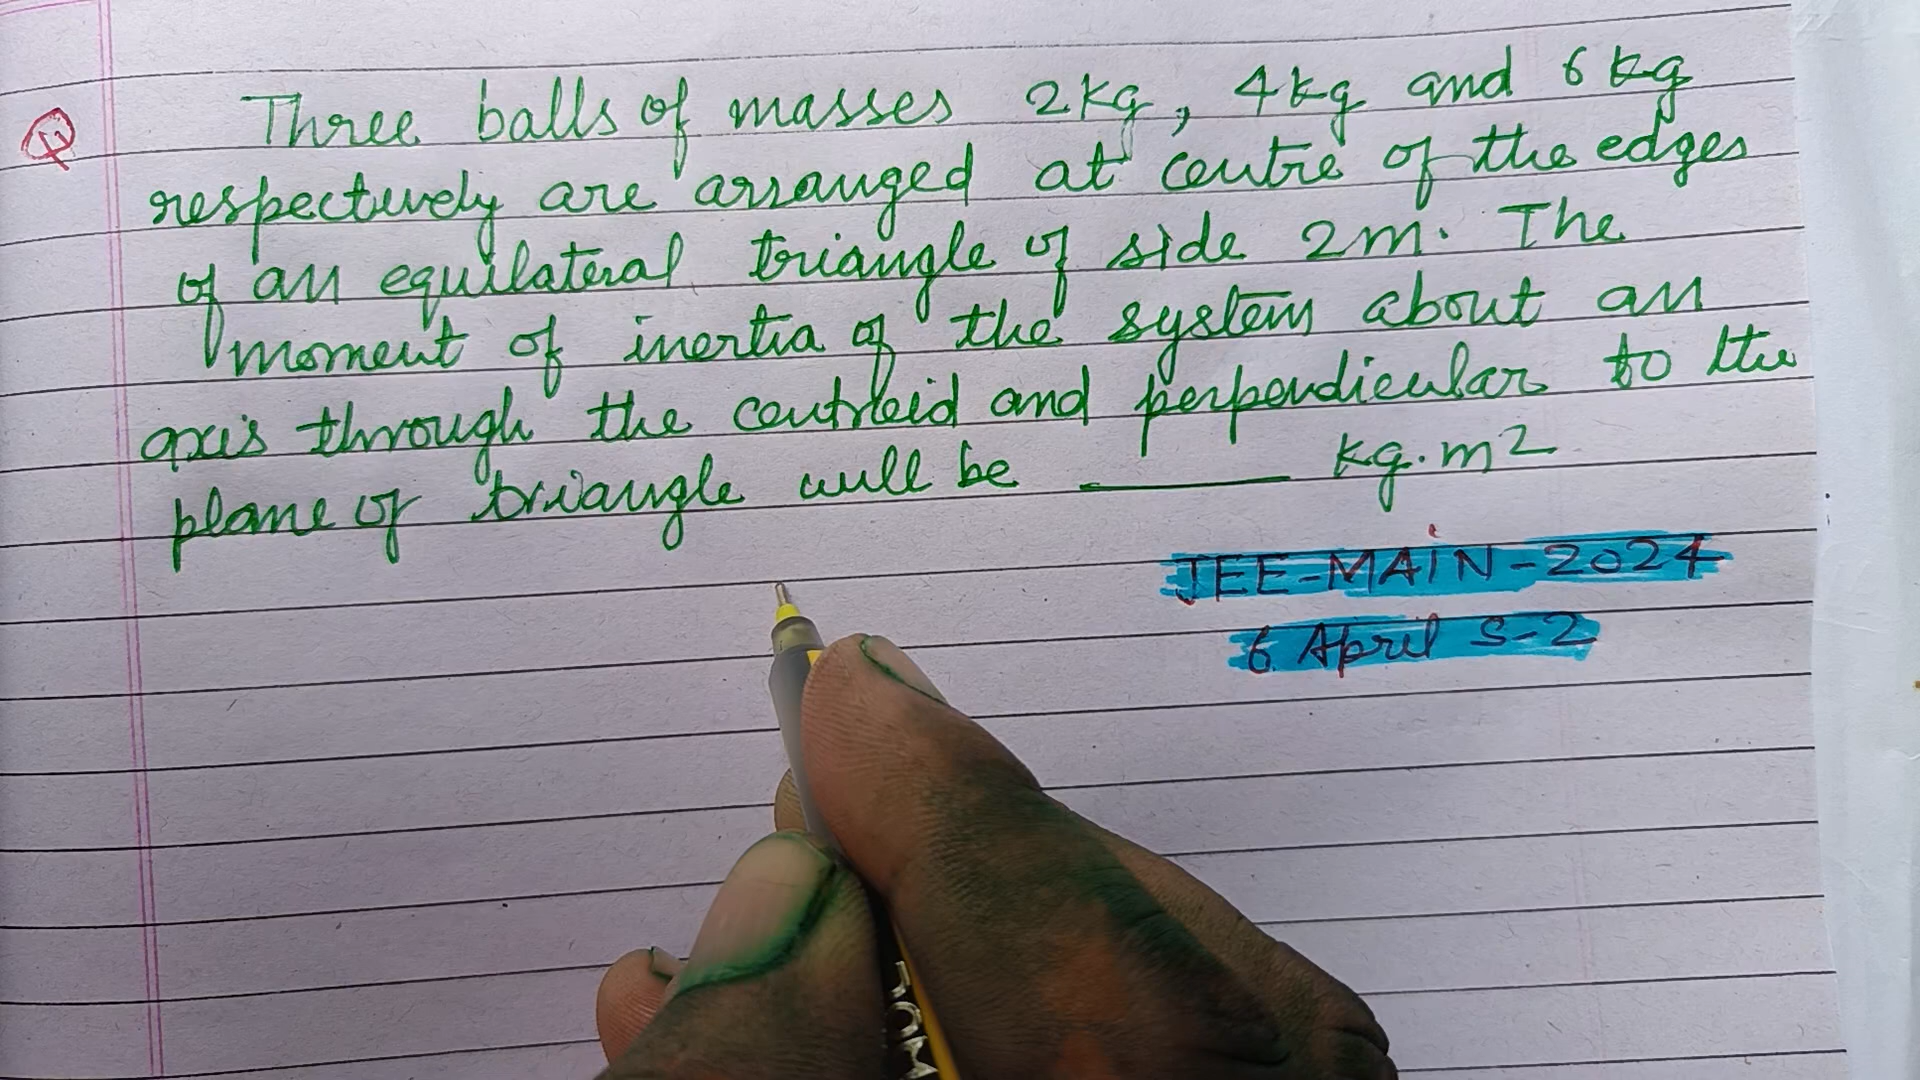 Q Three balls of masses 2kg, 4kg and 6kg
respectively are arranged at centre of the edges
of an equilateral triangle of side 2m. The
moment of inertia of the system about an
axis through the centroid and perpendicular to the
plane of triangle will be ______ kg.m2
JEE-MAIN-2024
6 April S-2